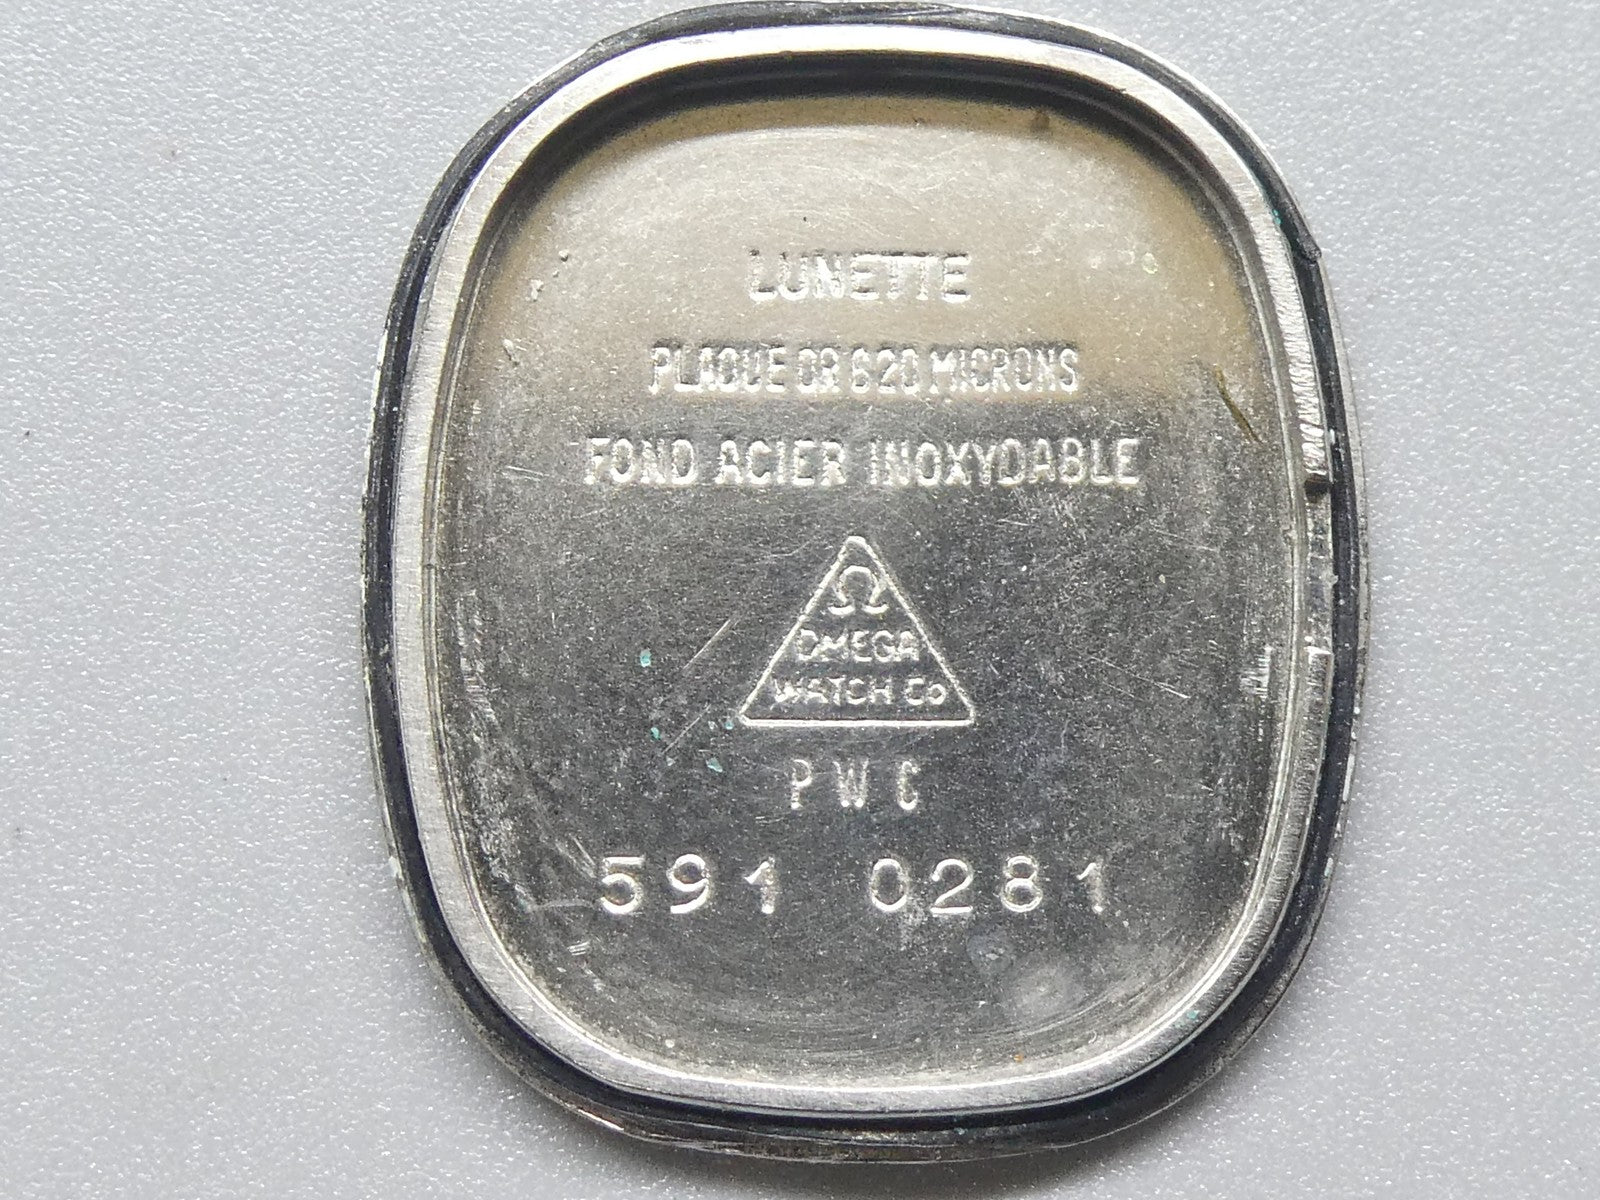 LUNETTE
PLAQUE OR 620 MICRONS
FOND ACIER INOXYDABLE
Ω
OMEGA
WATCH Co
PWC
591 0281